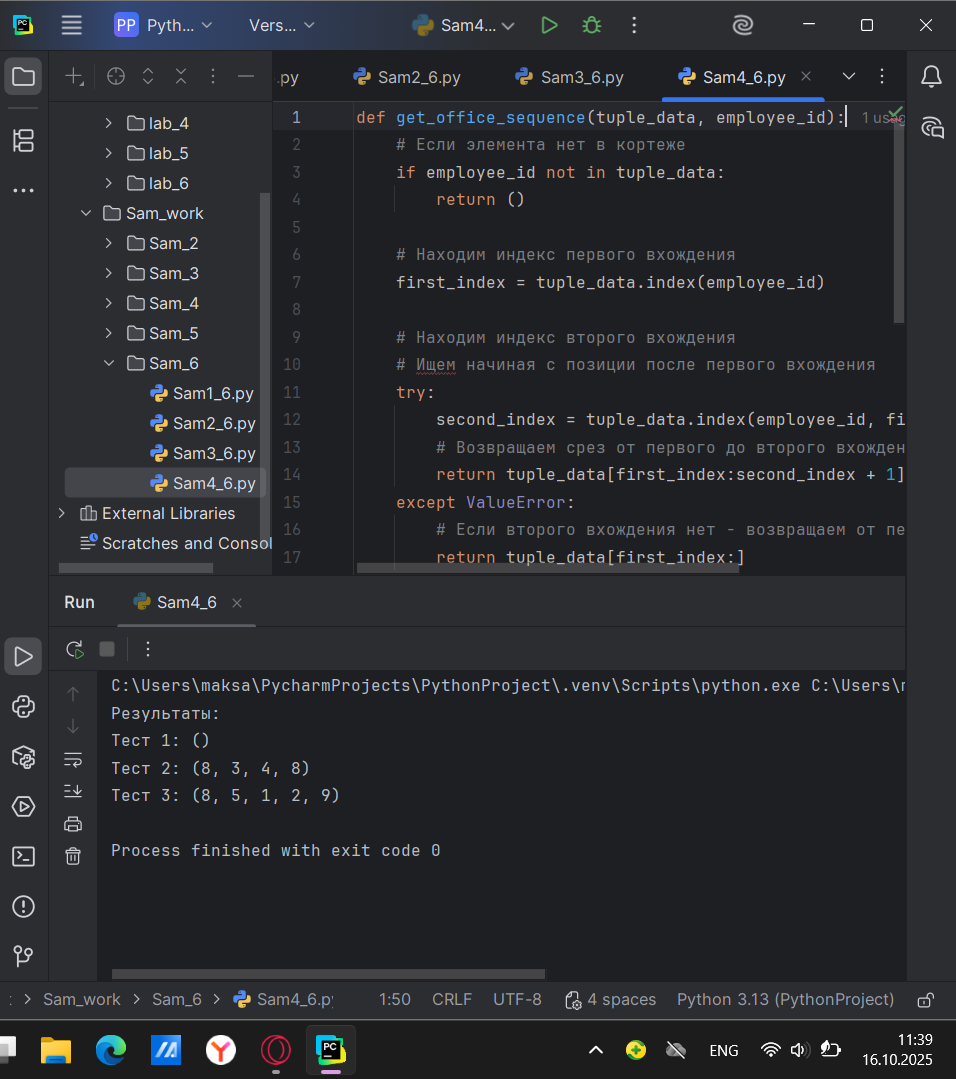 PC
PP Pyth...
Vers...
Sam4...
.py
Sam2_6.py
Sam3_6.py
Sam4_6.py
lab_4
lab_5
lab_6
Sam_work
Sam_2
Sam_3
Sam_4
Sam_5
Sam_6
Sam1_6.py
Sam2_6.py
Sam3_6.py
Sam4_6.py
External Libraries
Scratches and Consol
1 def get_office_sequence(tuple_data, employee_id):
2 # Если элемента нет в кортеже
3 if employee_id not in tuple_data:
4 return ()
5
6 # Находим индекс первого вхождения
7 first_index = tuple_data.index(employee_id)
8
9 # Находим индекс второго вхождения
10 # Ищем начиная с позиции после первого вхождения
11 try:
12 second_index = tuple_data.index(employee_id, fi
13 # Возвращаем срез от первого до второго вхожден
14 return tuple_data[first_index:second_index + 1]
15 except ValueError:
16 # Если второго вхождения нет - возвращаем от пе
17 return tuple_data[first_index:]
Run
Sam4_6
C:\Users\maksa\PycharmProjects\PythonProject\.venv\Scripts\python.exe C:\Users\m
Результаты:
Тест 1: ()
Тест 2: (8, 3, 4, 8)
Тест 3: (8, 5, 1, 2, 9)
Process finished with exit code 0
Sam_work
Sam_6
Sam4_6.py
1:50
CRLF
UTF-8
4 spaces
Python 3.13 (PythonProject)
PC
ENG
11:39
16.10.2025